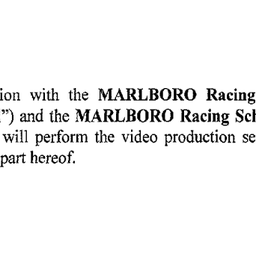 ion with the MARLBORO Racing
") and the MARLBORO Racing Sch
will perform the video production se
part hereof.